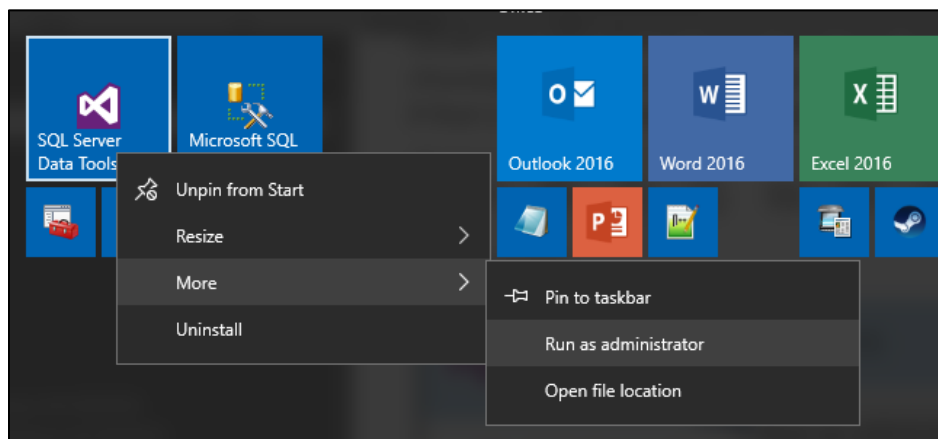 SQL Server
Data Tools
Microsoft SQL
Outlook 2016
Word 2016
Excel 2016
Unpin from Start
Resize
More
Uninstall
Pin to taskbar
Run as administrator
Open file location